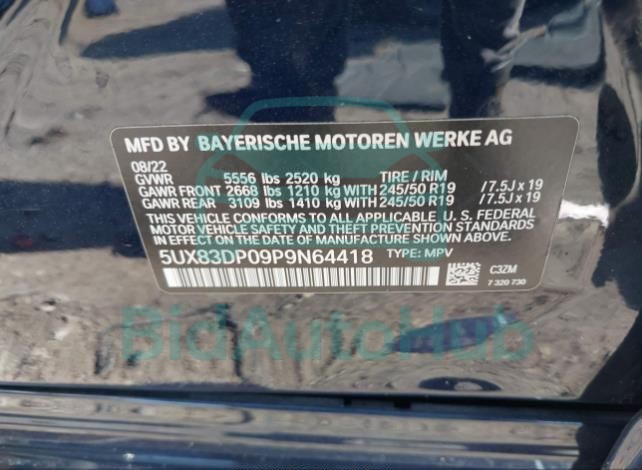 MFD BY BAYERISCHE MOTOREN WERKE AG
08/22
GVWR 5556 lbs 2520 kg TIRE / RIM
GAWR FRONT 2668 lbs 1210 kg WITH 245/50 R19 /7.5J x 19
GAWR REAR 3109 lbs 1410 kg WITH 245/50 R19 /7.5J x 19
THIS VEHICLE CONFORMS TO ALL APPLICABLE U. S. FEDERAL
MOTOR VEHICLE SAFETY AND THEFT PREVENTION STANDARDS
IN EFFECT ON THE DATE OF MANUFACTURE SHOWN ABOVE.
5UX83DP09P9N64418 TYPE: MPV
C3ZM
7 320 730
BidAutoHub